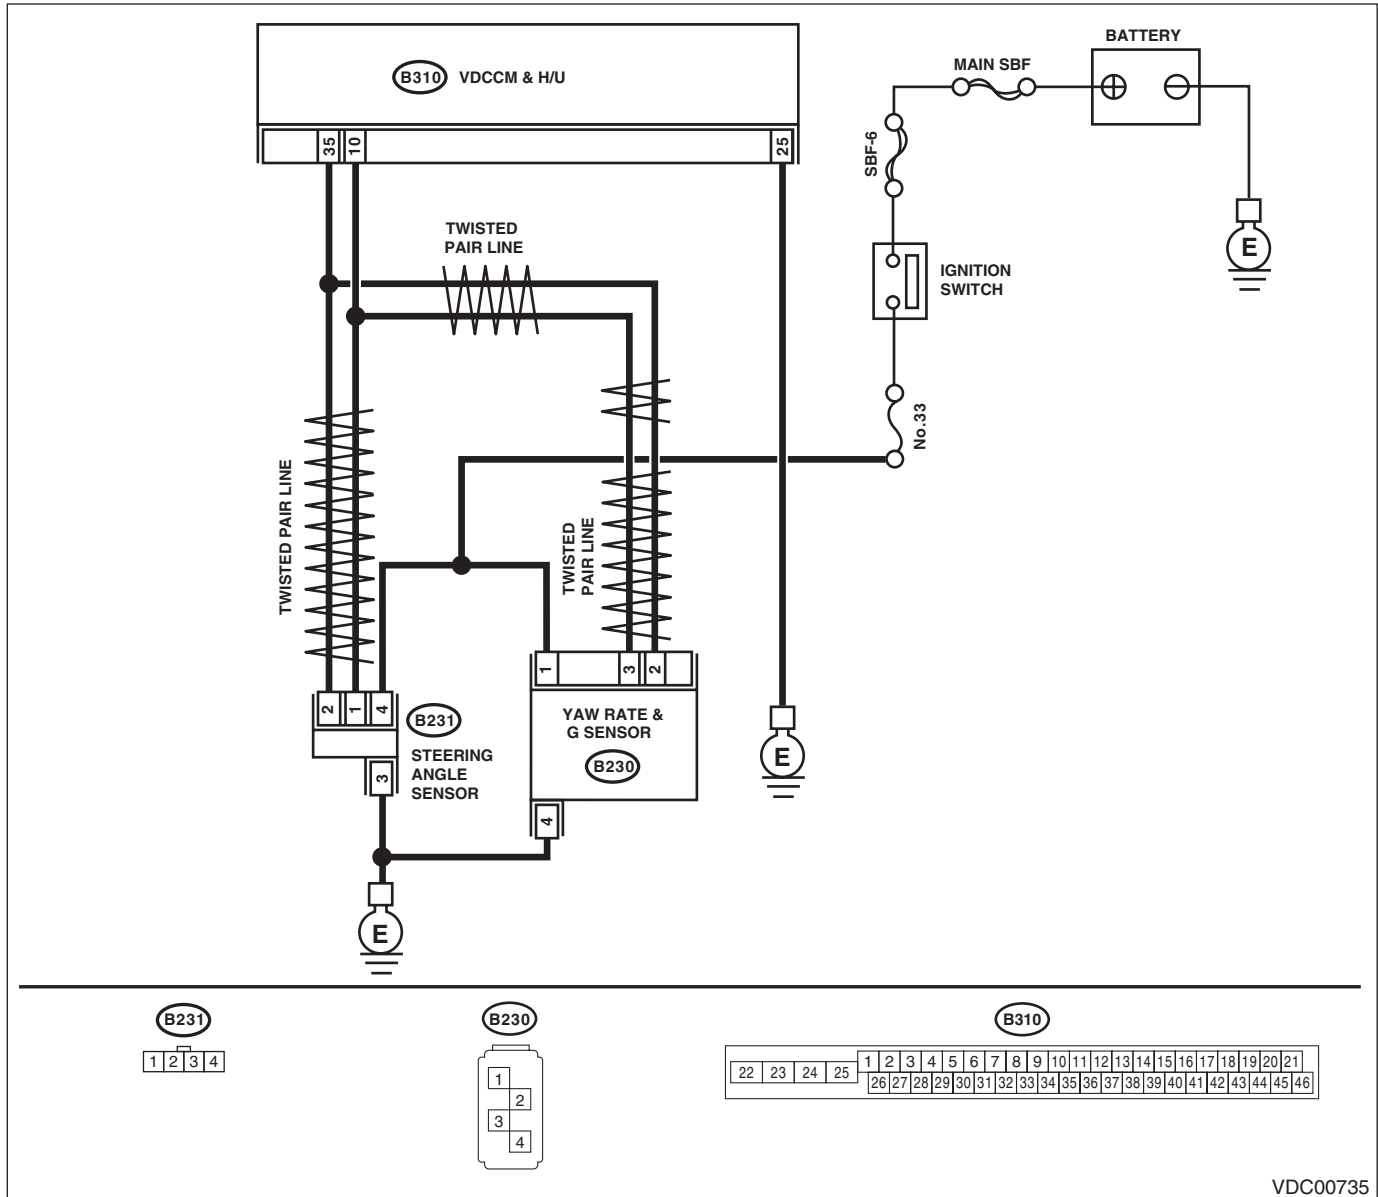 BATTERY
MAIN SBF
B310 VDCCM & H/U
35 10 25
SBF-6
TWISTED
PAIR LINE
E
IGNITION
SWITCH
No.33
TWISTED PAIR LINE
TWISTED
PAIR LINE
1 3 2
2 1 4
B231
YAW RATE &
G SENSOR
B230
STEERING
ANGLE
SENSOR
3
E
4
E
B231
1 2 3 4
B230
1
2
3
4
B310
22 23 24 25
1 2 3 4 5 6 7 8 9 10 11 12 13 14 15 16 17 18 19 20 21
26 27 28 29 30 31 32 33 34 35 36 37 38 39 40 41 42 43 44 45 46
VDC00735